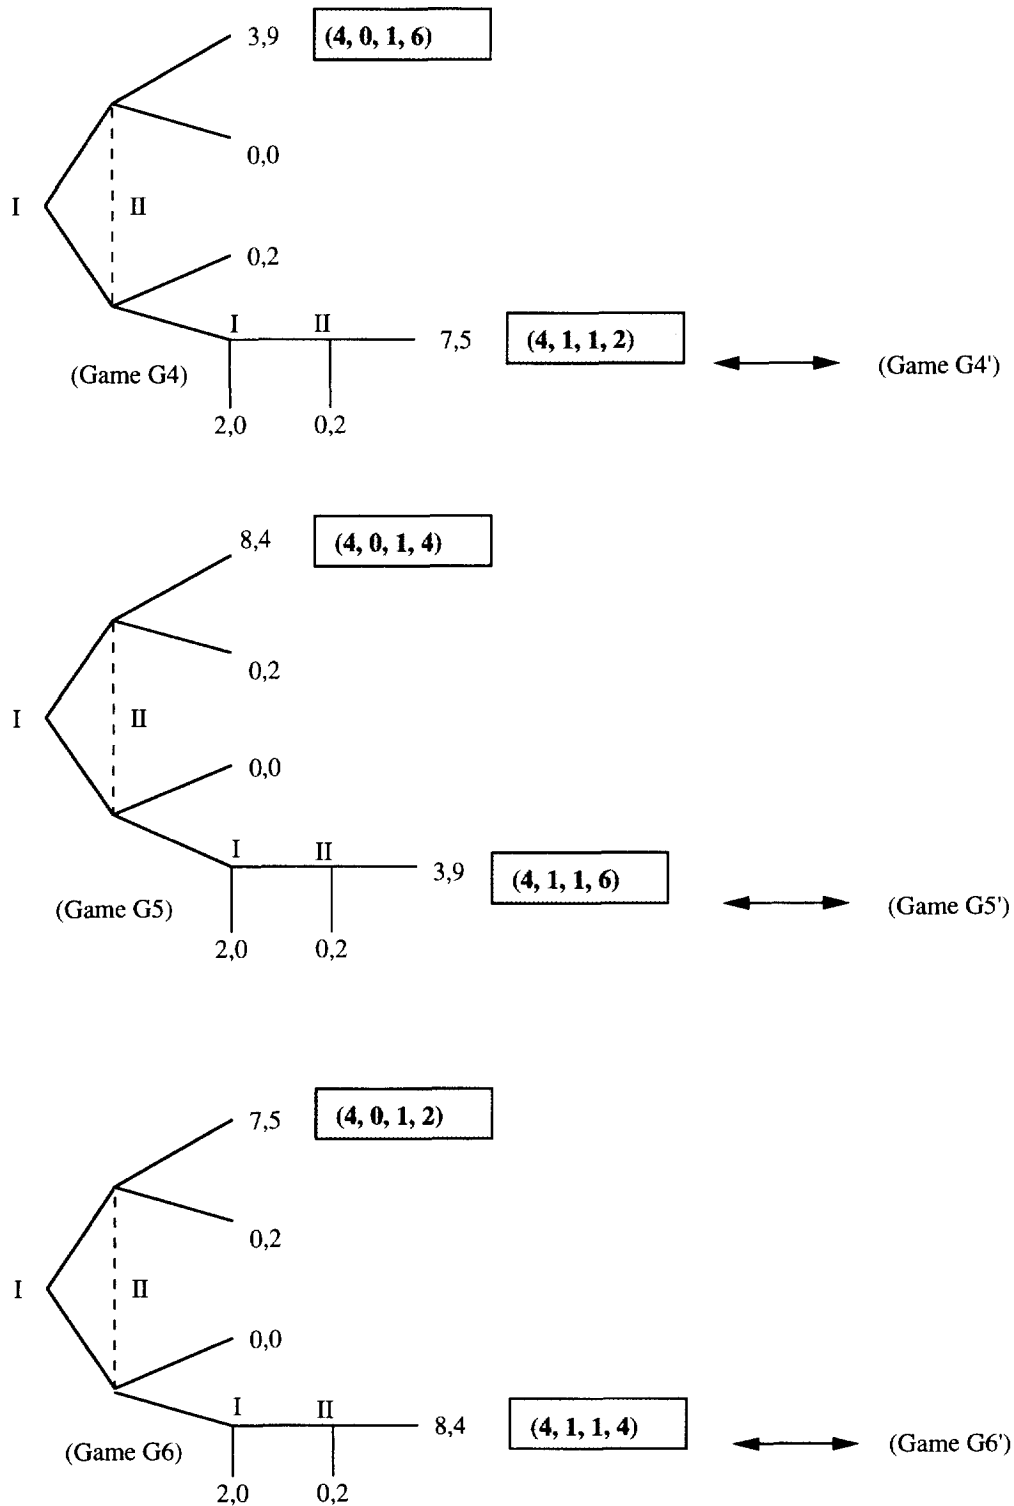 3,9 (4, 0, 1, 6)
0,0
I II
0,2
I II
7,5 (4, 1, 1, 2) (Game G4')
(Game G4)
2,0 0,2
8,4 (4, 0, 1, 4)
0,2
I II
0,0
I II
3,9 (4, 1, 1, 6) (Game G5')
(Game G5)
2,0 0,2
7,5 (4, 0, 1, 2)
0,2
I II
0,0
I II
8,4 (4, 1, 1, 4) (Game G6')
(Game G6)
2,0 0,2